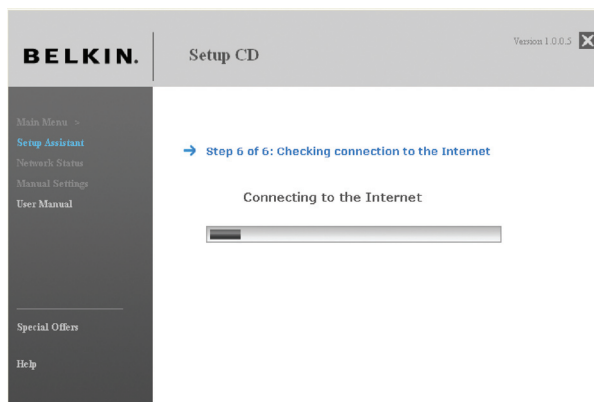 BELKIN.
Setup CD
Version 1.0.0.5
Main Menu >
Setup Assistant
Network Status
Manual Settings
User Manual
Special Offers
Help
Step 6 of 6: Checking connection to the Internet
Connecting to the Internet